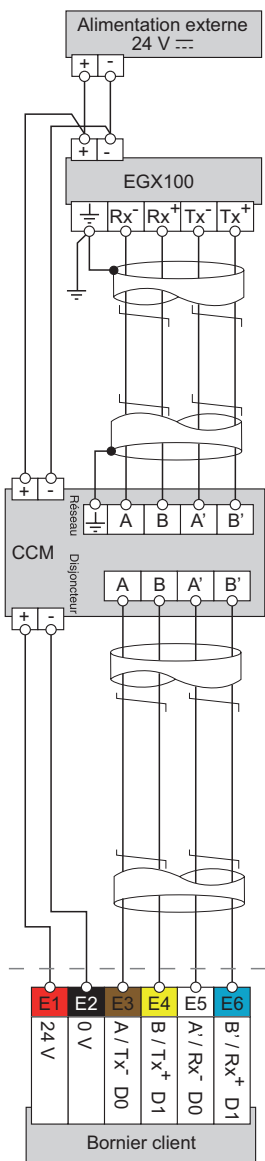 Alimentation externe
24 V ⎓
+ -
+ -
EGX100
⏚ Rx- Rx+ Tx- Tx+
+ -
Réseau
⏚ A B A' B'
CCM
Disjoncteur
A B A' B'
+ -
E1 E2 E3 E4 E5 E6
24 V
0 V
A / Tx- D0
B / Tx+ D1
A' / Rx- D0
B' / Rx+ D1
Bornier client